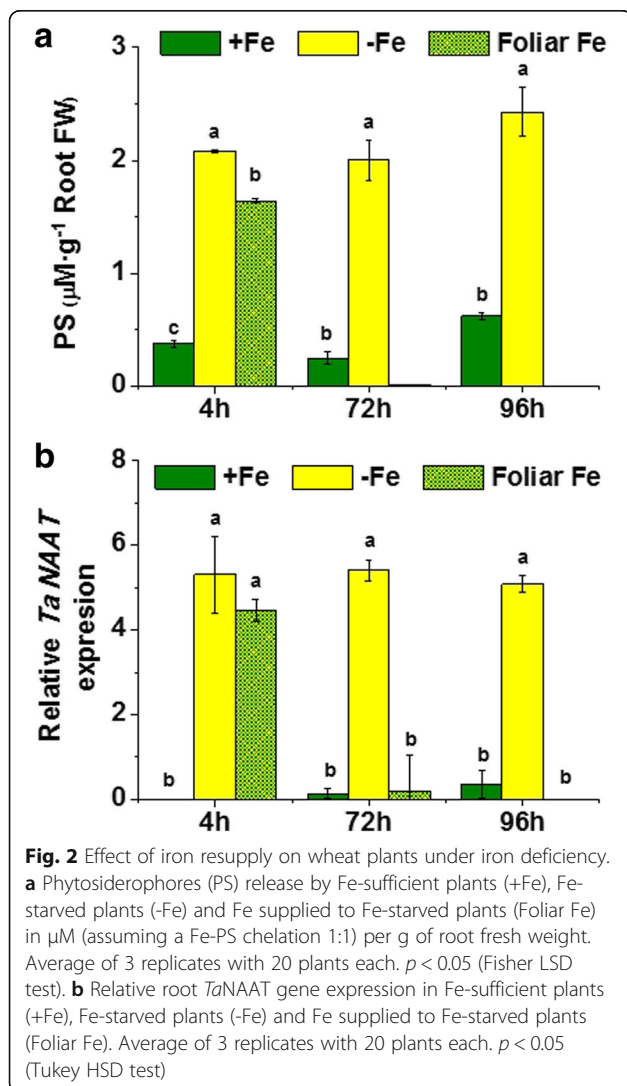 a
+Fe -Fe Foliar Fe
3
2
1
0
PS (µM·g⁻¹ Root FW)
c a b
b a
b a
4h 72h 96h
b
+Fe -Fe Foliar Fe
8
6
4
2
0
Relative Ta NAAT
expresion
b a a
b a b
b a b
4h 72h 96h
Fig. 2 Effect of iron resupply on wheat plants under iron deficiency.
a Phytosiderophores (PS) release by Fe-sufficient plants (+Fe), Fe-
starved plants (-Fe) and Fe supplied to Fe-starved plants (Foliar Fe)
in µM (assuming a Fe-PS chelation 1:1) per g of root fresh weight.
Average of 3 replicates with 20 plants each. p < 0.05 (Fisher LSD
test). b Relative root TaNAAT gene expression in Fe-sufficient plants
(+Fe), Fe-starved plants (-Fe) and Fe supplied to Fe-starved plants
(Foliar Fe). Average of 3 replicates with 20 plants each. p < 0.05
(Tukey HSD test)